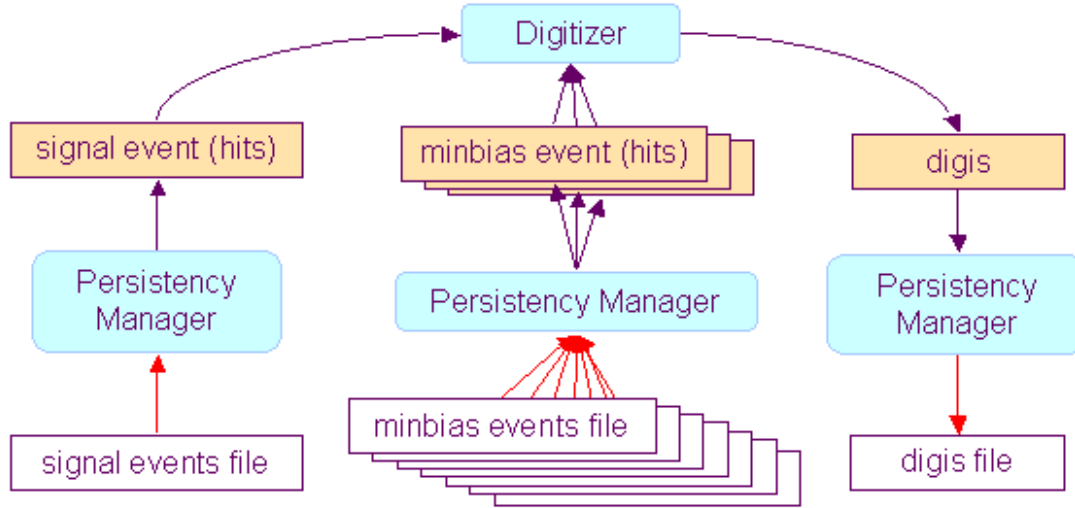 Digitizer
signal event (hits)
minbias event (hits)
digis
Persistency
Manager
Persistency Manager
Persistency
Manager
minbias events file
signal events file
digis file